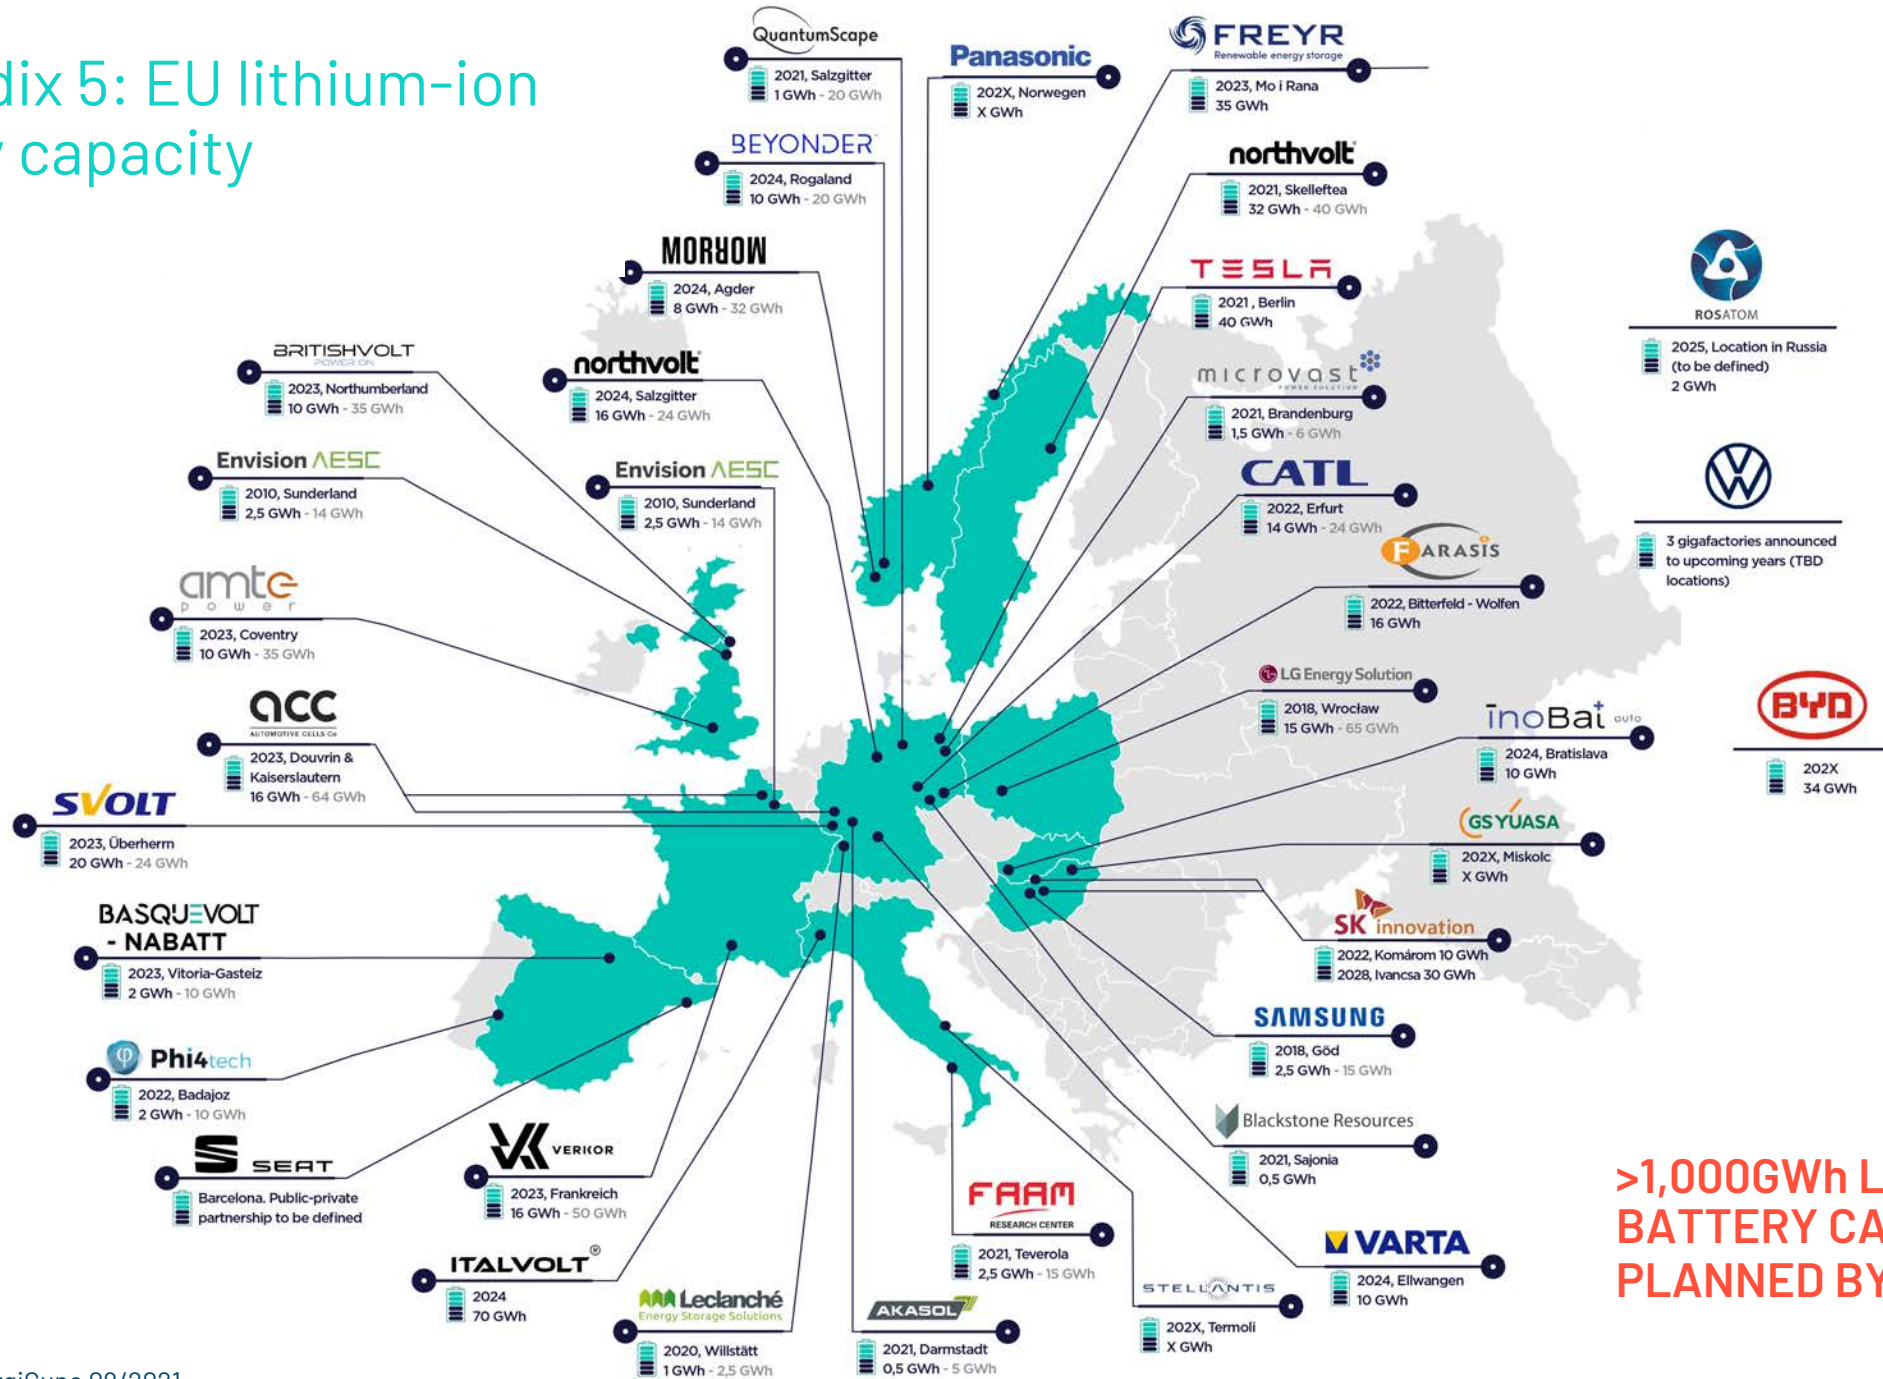 dix 5: EU lithium-ion
capacity
QuantumScape
2021, Salzgitter
1 GWh - 20 GWh
Panasonic
202X, Norwegen
X GWh
FREYR
Renewable energy storage
2023, Mo i Rana
35 GWh
BEYONDER
2024, Rogaland
10 GWh - 20 GWh
northvolt
2021, Skelleftea
32 GWh - 40 GWh
MORROW
2024, Agder
8 GWh - 32 GWh
TESLA
2021 , Berlin
40 GWh
ROSATOM
2025, Location in Russia
(to be defined)
2 GWh
BRITISHVOLT
POWER ON
2023, Northumberland
10 GWh - 35 GWh
northvolt
2024, Salzgitter
16 GWh - 24 GWh
microvast
POWER SOLUTION
2021, Brandenburg
1,5 GWh - 6 GWh
Envision AESC
2010, Sunderland
2,5 GWh - 14 GWh
Envision AESC
2010, Sunderland
2,5 GWh - 14 GWh
CATL
2022, Erfurt
14 GWh - 24 GWh
3 gigafactories announced
to upcoming years (TBD
locations)
FARASIS
2022, Bitterfeld - Wolfen
16 GWh
amte
power
2023, Coventry
10 GWh - 35 GWh
LG Energy Solution
2018, Wrocław
15 GWh - 65 GWh
inoBat auto
2024, Bratislava
10 GWh
BYD
202X
34 GWh
acc
AUTOMOTIVE CELLS Co
2023, Douvrin &
Kaiserslautern
16 GWh - 64 GWh
SVOLT
2023, Überherrn
20 GWh - 24 GWh
GS YUASA
202X, Miskolc
X GWh
BASQUEVOLT
- NABATT
2023, Vitoria-Gasteiz
2 GWh - 10 GWh
SK innovation
2022, Komárom 10 GWh
2028, Ivancsa 30 GWh
Phi4tech
2022, Badajoz
2 GWh - 10 GWh
SAMSUNG
2018, Göd
2,5 GWh - 15 GWh
SEAT
Barcelona. Public-private
partnership to be defined
VERKOR
2023, Frankreich
16 GWh - 50 GWh
Blackstone Resources
2021, Sajonia
0,5 GWh
FAAM
RESEARCH CENTER
2021, Teverola
2,5 GWh - 15 GWh
>1,000GWh L
BATTERY CA
PLANNED BY
ITALVOLT®
2024
70 GWh
VARTA
2024, Ellwangen
10 GWh
Leclanché
Energy Storage Solutions
2020, Willstätt
1 GWh - 2,5 GWh
AKASOL
2021, Darmstadt
0,5 GWh - 5 GWh
STELLANTIS
202X, Termoli
X GWh